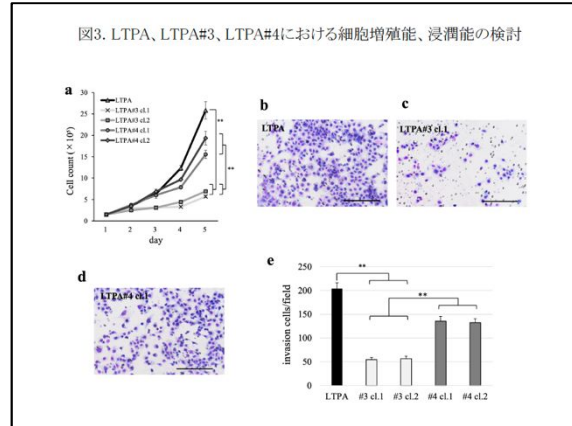 図3. LTPA、LTPA#3、LTPA#4における細胞増殖能、浸潤能の検討
a
Cell count (× 10⁵)
30
25
20
15
10
5
0
1 2 3 4 5
day
LTPA
LTPA#3 cl.1
LTPA#3 cl.2
LTPA#4 cl.1
LTPA#4 cl.2
**
**
b
LTPA
c
LTPA#3 cl.1
d
LTPA#4 cl.1
e
invasion cells/field
250
200
150
100
50
0
**
**
LTPA #3 cl.1 #3 cl.2 #4 cl.1 #4 cl.2